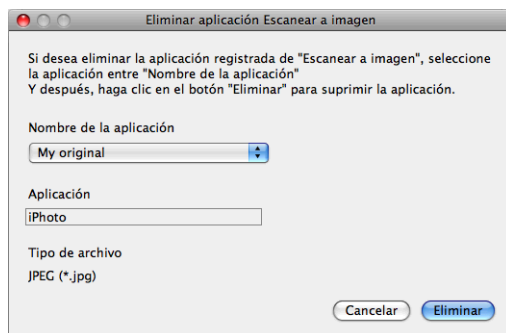 Eliminar aplicación Escanear a imagen
Si desea eliminar la aplicación registrada de "Escanear a imagen", seleccione
la aplicación entre "Nombre de la aplicación"
Y después, haga clic en el botón "Eliminar" para suprimir la aplicación.
Nombre de la aplicación
My original
Aplicación
iPhoto
Tipo de archivo
JPEG (*.jpg)
Cancelar Eliminar